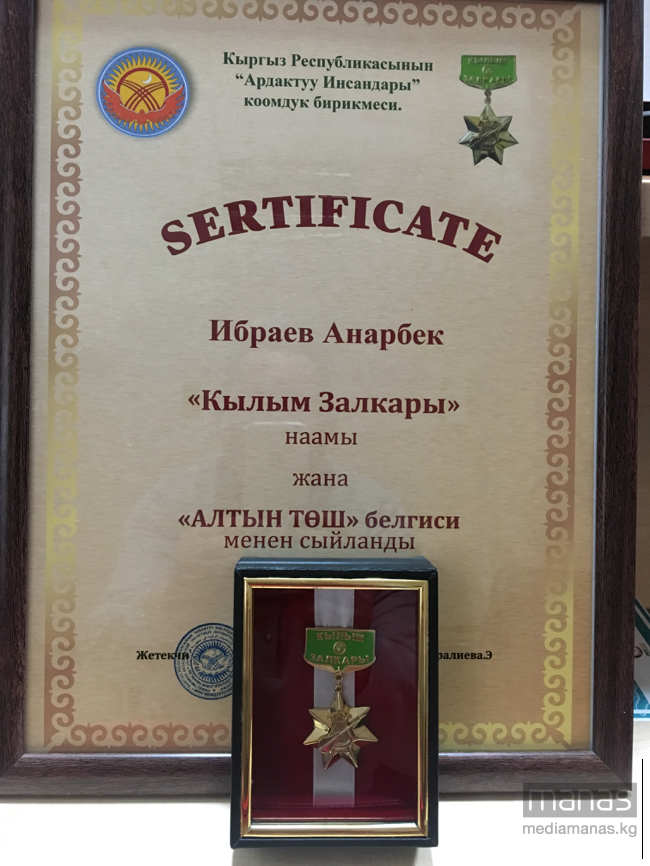 Кыргыз Республикасынын
“Ардактуу Инсандары”
коомдук бирикмеси.
SERTIFICATE
Ибраев Анарбек
«Кылым Залкары»
наамы
жана
«АЛТЫН ТӨШ» белгиси
менен сыйланды
КЫЛЫМ
ЗАЛКАРЫ
manas
mediamanas.kg